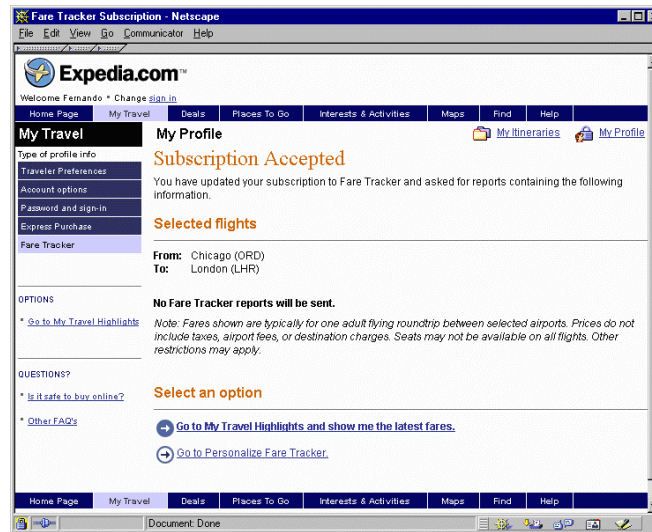 Fare Tracker Subscription - Netscape
File Edit View Go Communicator Help
Expedia.com™
Welcome Fernando * Change sign in
Home Page My Travel Deals Places To Go Interests & Activities Maps Find Help
My Travel
My Profile
My Itineraries My Profile
Type of profile info
Traveler Preferences
Account options
Password and sign-in
Express Purchase
Fare Tracker
OPTIONS
* Go to My Travel Highlights
QUESTIONS?
* Is it safe to buy online?
* Other FAQ's
Subscription Accepted
You have updated your subscription to Fare Tracker and asked for reports containing the following
information.
Selected flights
From: Chicago (ORD)
To: London (LHR)
No Fare Tracker reports will be sent.
Note: Fares shown are typically for one adult flying roundtrip between selected airports. Prices do not
include taxes, airport fees, or destination charges. Seats may not be available on all flights. Other
restrictions may apply.
Select an option
Go to My Travel Highlights and show me the latest fares.
Go to Personalize Fare Tracker.
Home Page My Travel Deals Places To Go Interests & Activities Maps Find Help
Document: Done